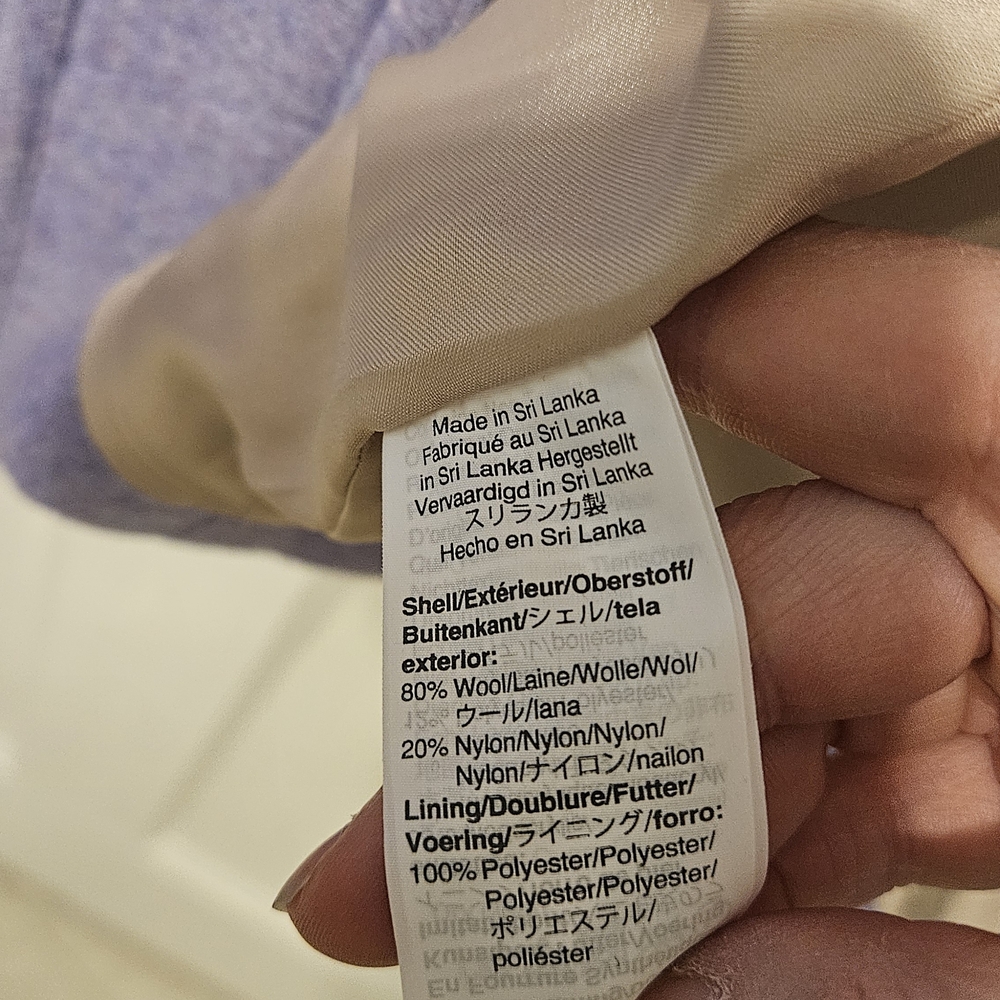 Made in Sri Lanka
Fabriqué au Sri Lanka
in Sri Lanka Hergestellt
Vervaardigd in Sri Lanka
スリランカ製
Hecho en Sri Lanka
Shell/Extérieur/Oberstoff/
Buitenkant/シェル/tela
exterior:
80% Wool/Laine/Wolle/Wol/
ウール/lana
20% Nylon/Nylon/Nylon/
Nylon/ナイロン/nailon
Lining/Doublure/Futter/
Voering/ライニング/forro:
100% Polyester/Polyester/
Polyester/Polyester/
ポリエステル/
poliéster